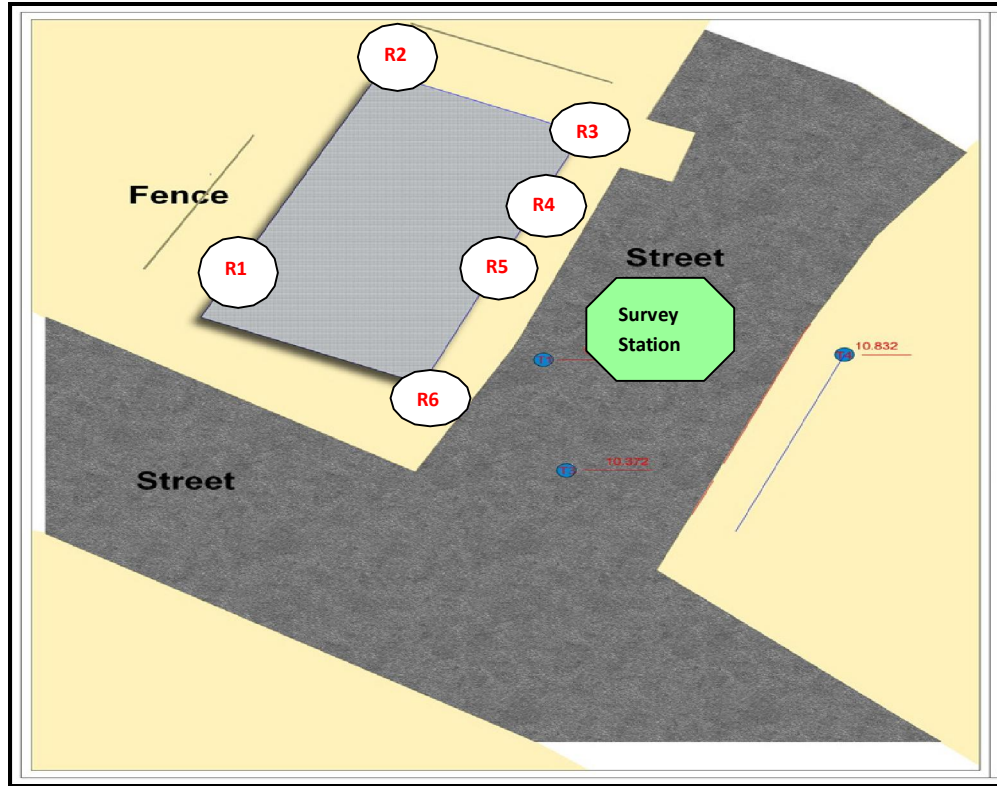 R2
R3
Fence
R4
R1
R5
Street
Survey
Station
10.832
R6
10.372
Street